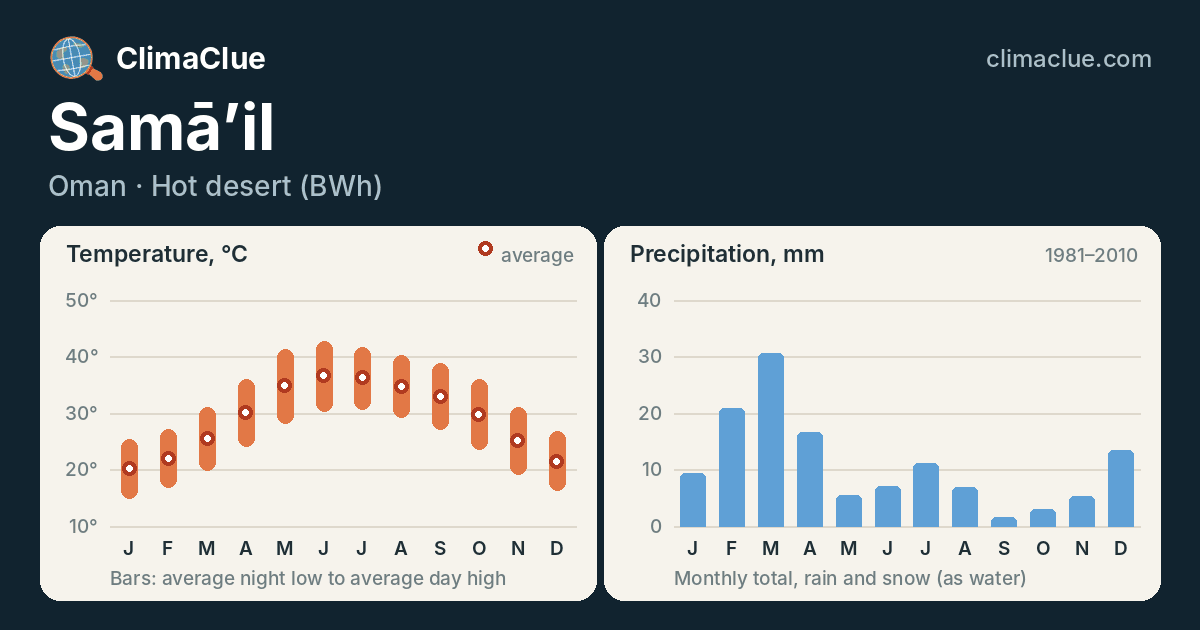 ClimaClue
climaclue.com
Samā’il
Oman · Hot desert (BWh)
Temperature, °C
average
50°
40°
30°
20°
10°
J F M A M J J A S O N D
Bars: average night low to average day high
Precipitation, mm
1981–2010
40
30
20
10
0
J F M A M J J A S O N D
Monthly total, rain and snow (as water)